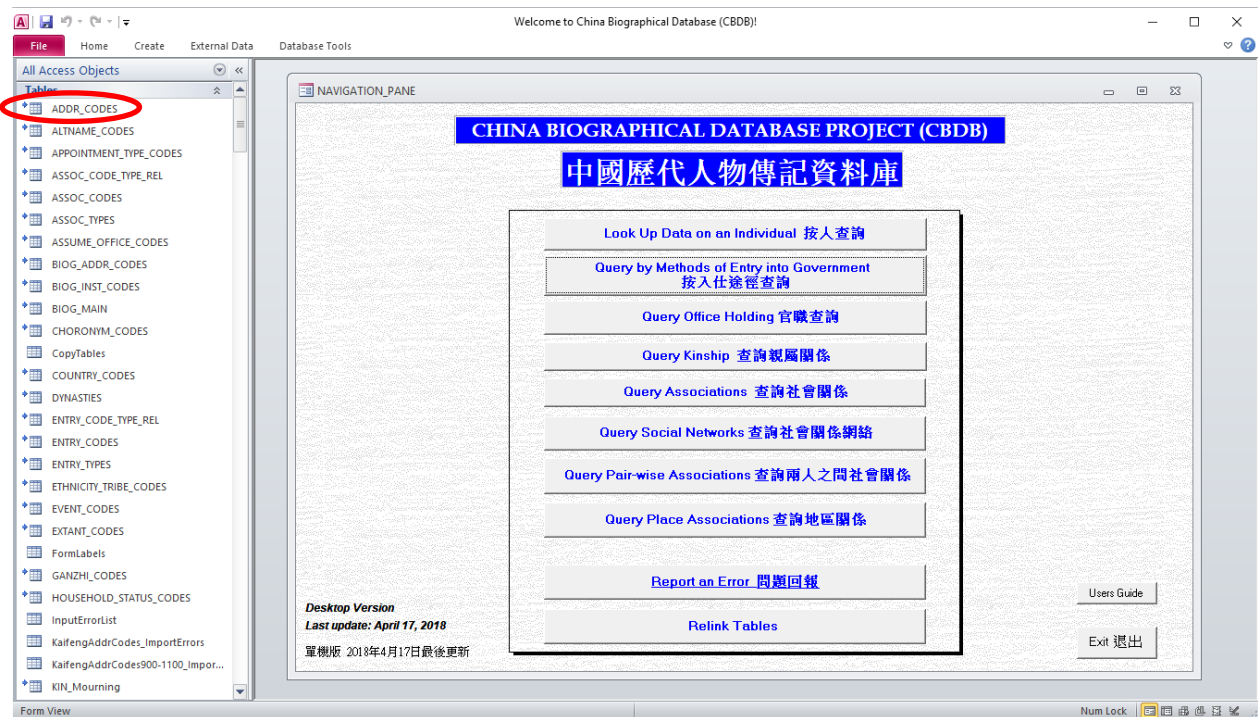 Welcome to China Biographical Database (CBDB)!
File Home Create External Data Database Tools
All Access Objects
Tables
ADDR_CODES
ALTNAME_CODES
APPOINTMENT_TYPE_CODES
ASSOC_CODE_TYPE_REL
ASSOC_CODES
ASSOC_TYPES
ASSUME_OFFICE_CODES
BIOG_ADDR_CODES
BIOG_INST_CODES
BIOG_MAIN
CHORONYM_CODES
CopyTables
COUNTRY_CODES
DYNASTIES
ENTRY_CODE_TYPE_REL
ENTRY_CODES
ENTRY_TYPES
ETHNICITY_TRIBE_CODES
EVENT_CODES
EXTANT_CODES
FormLabels
GANZHI_CODES
HOUSEHOLD_STATUS_CODES
InputErrorList
KaifengAddrCodes_ImportErrors
KaifengAddrCodes900-1100_Impor...
KIN_Mourning
NAVIGATION_PANE
CHINA BIOGRAPHICAL DATABASE PROJECT (CBDB)
中國歷代人物傳記資料庫
Look Up Data on an Individual 按人查詢
Query by Methods of Entry into Government
按入仕途徑查詢
Query Office Holding 官職查詢
Query Kinship 查詢親屬關係
Query Associations 查詢社會關係
Query Social Networks 查詢社會關係網絡
Query Pair-wise Associations 查詢兩人之間社會關係
Query Place Associations 查詢地區關係
Report an Error 問題回報
Relink Tables
Desktop Version
Last update: April 17, 2018
單機版 2018年4月17日最後更新
Users Guide
Exit 退出
Form View
Num Lock